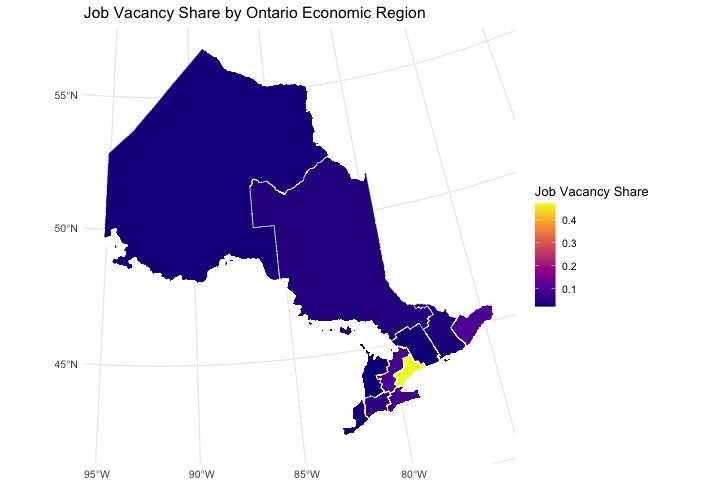 Job Vacancy Share by Ontario Economic Region
55°N
50°N
45°N
95°W
90°W
85°W
80°W
Job Vacancy Share
0.4
0.3
0.2
0.1